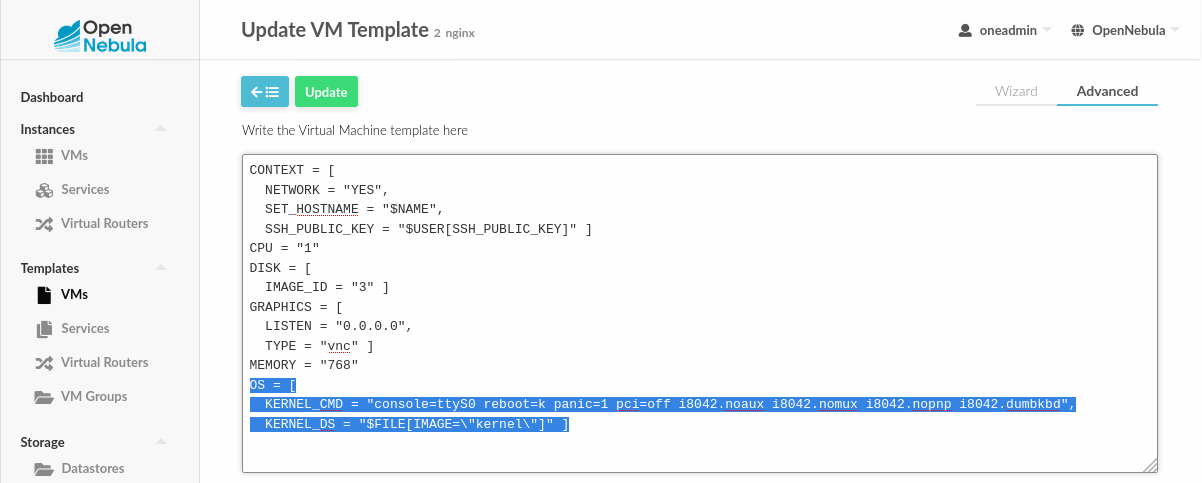 Open
Nebula
Update VM Template 2 nginx
oneadmin
OpenNebula
Dashboard
Instances
VMs
Services
Virtual Routers
Templates
VMs
Services
Virtual Routers
VM Groups
Storage
Datastores
Update
Wizard
Advanced
Write the Virtual Machine template here
CONTEXT = [
  NETWORK = "YES",
  SET_HOSTNAME = "$NAME",
  SSH_PUBLIC_KEY = "$USER[SSH_PUBLIC_KEY]" ]
CPU = "1"
DISK = [
  IMAGE_ID = "3" ]
GRAPHICS = [
  LISTEN = "0.0.0.0",
  TYPE = "vnc" ]
MEMORY = "768"
OS = [
  KERNEL_CMD = "console=ttyS0 reboot=k panic=1 pci=off i8042.noaux i8042.nomux i8042.nopnp i8042.dumbkbd",
  KERNEL_DS = "$FILE[IMAGE=\"kernel\"]" ]